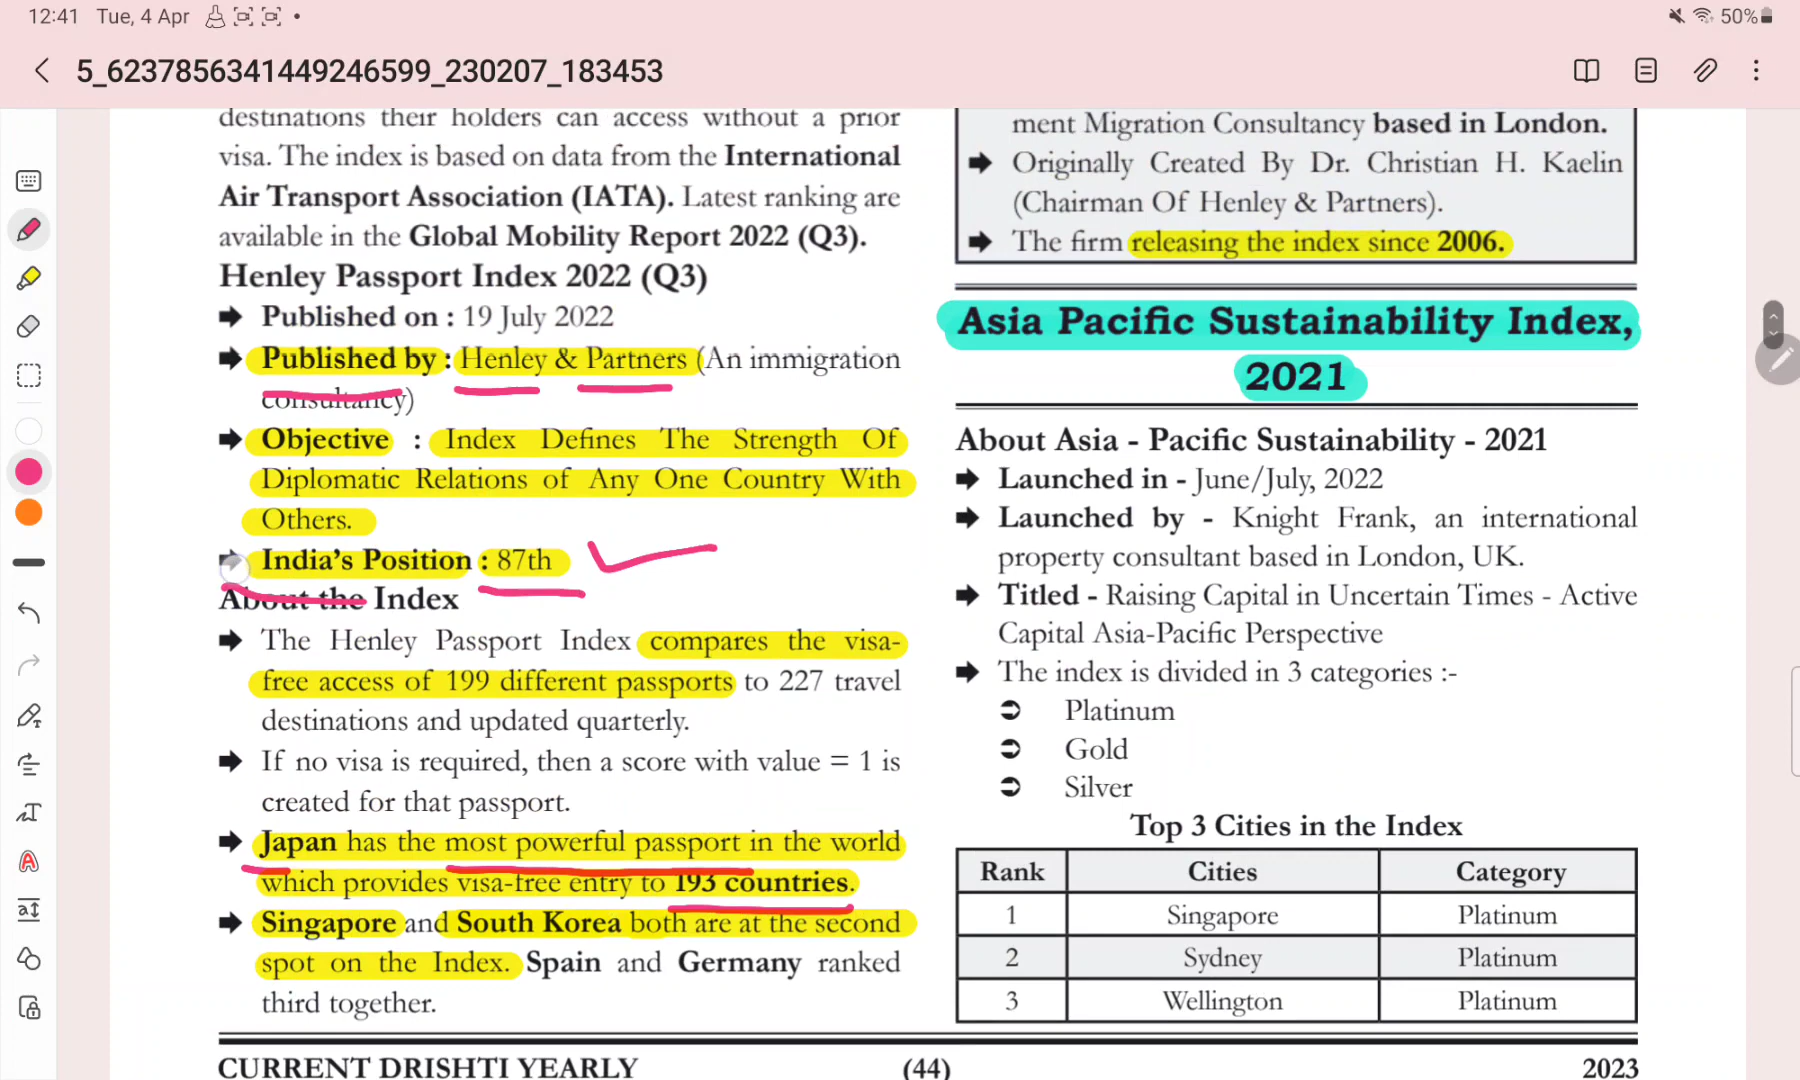 12:41 Tue, 4 Apr
50%
5_6237856341449246599_230207_183453
destinations their holders can access without a prior
visa. The index is based on data from the International
Air Transport Association (IATA). Latest ranking are
available in the Global Mobility Report 2022 (Q3).
Henley Passport Index 2022 (Q3)
Published on : 19 July 2022
Published by : Henley & Partners (An immigration
consultancy)
Objective : Index Defines The Strength Of
Diplomatic Relations of Any One Country With
Others.
India's Position : 87th
About the Index
The Henley Passport Index compares the visa-
free access of 199 different passports to 227 travel
destinations and updated quarterly.
If no visa is required, then a score with value = 1 is
created for that passport.
Japan has the most powerful passport in the world
which provides visa-free entry to 193 countries.
Singapore and South Korea both are at the second
spot on the Index. Spain and Germany ranked
third together.
ment Migration Consultancy based in London.
Originally Created By Dr. Christian H. Kaelin
(Chairman Of Henley & Partners).
The firm releasing the index since 2006.
Asia Pacific Sustainability Index,
2021
About Asia - Pacific Sustainability - 2021
Launched in - June/July, 2022
Launched by - Knight Frank, an international
property consultant based in London, UK.
Titled - Raising Capital in Uncertain Times - Active
Capital Asia-Pacific Perspective
The index is divided in 3 categories :-
Platinum
Gold
Silver
Top 3 Cities in the Index
Rank Cities Category
1 Singapore Platinum
2 Sydney Platinum
3 Wellington Platinum
CURRENT DRISHTI YEARLY (44) 2023